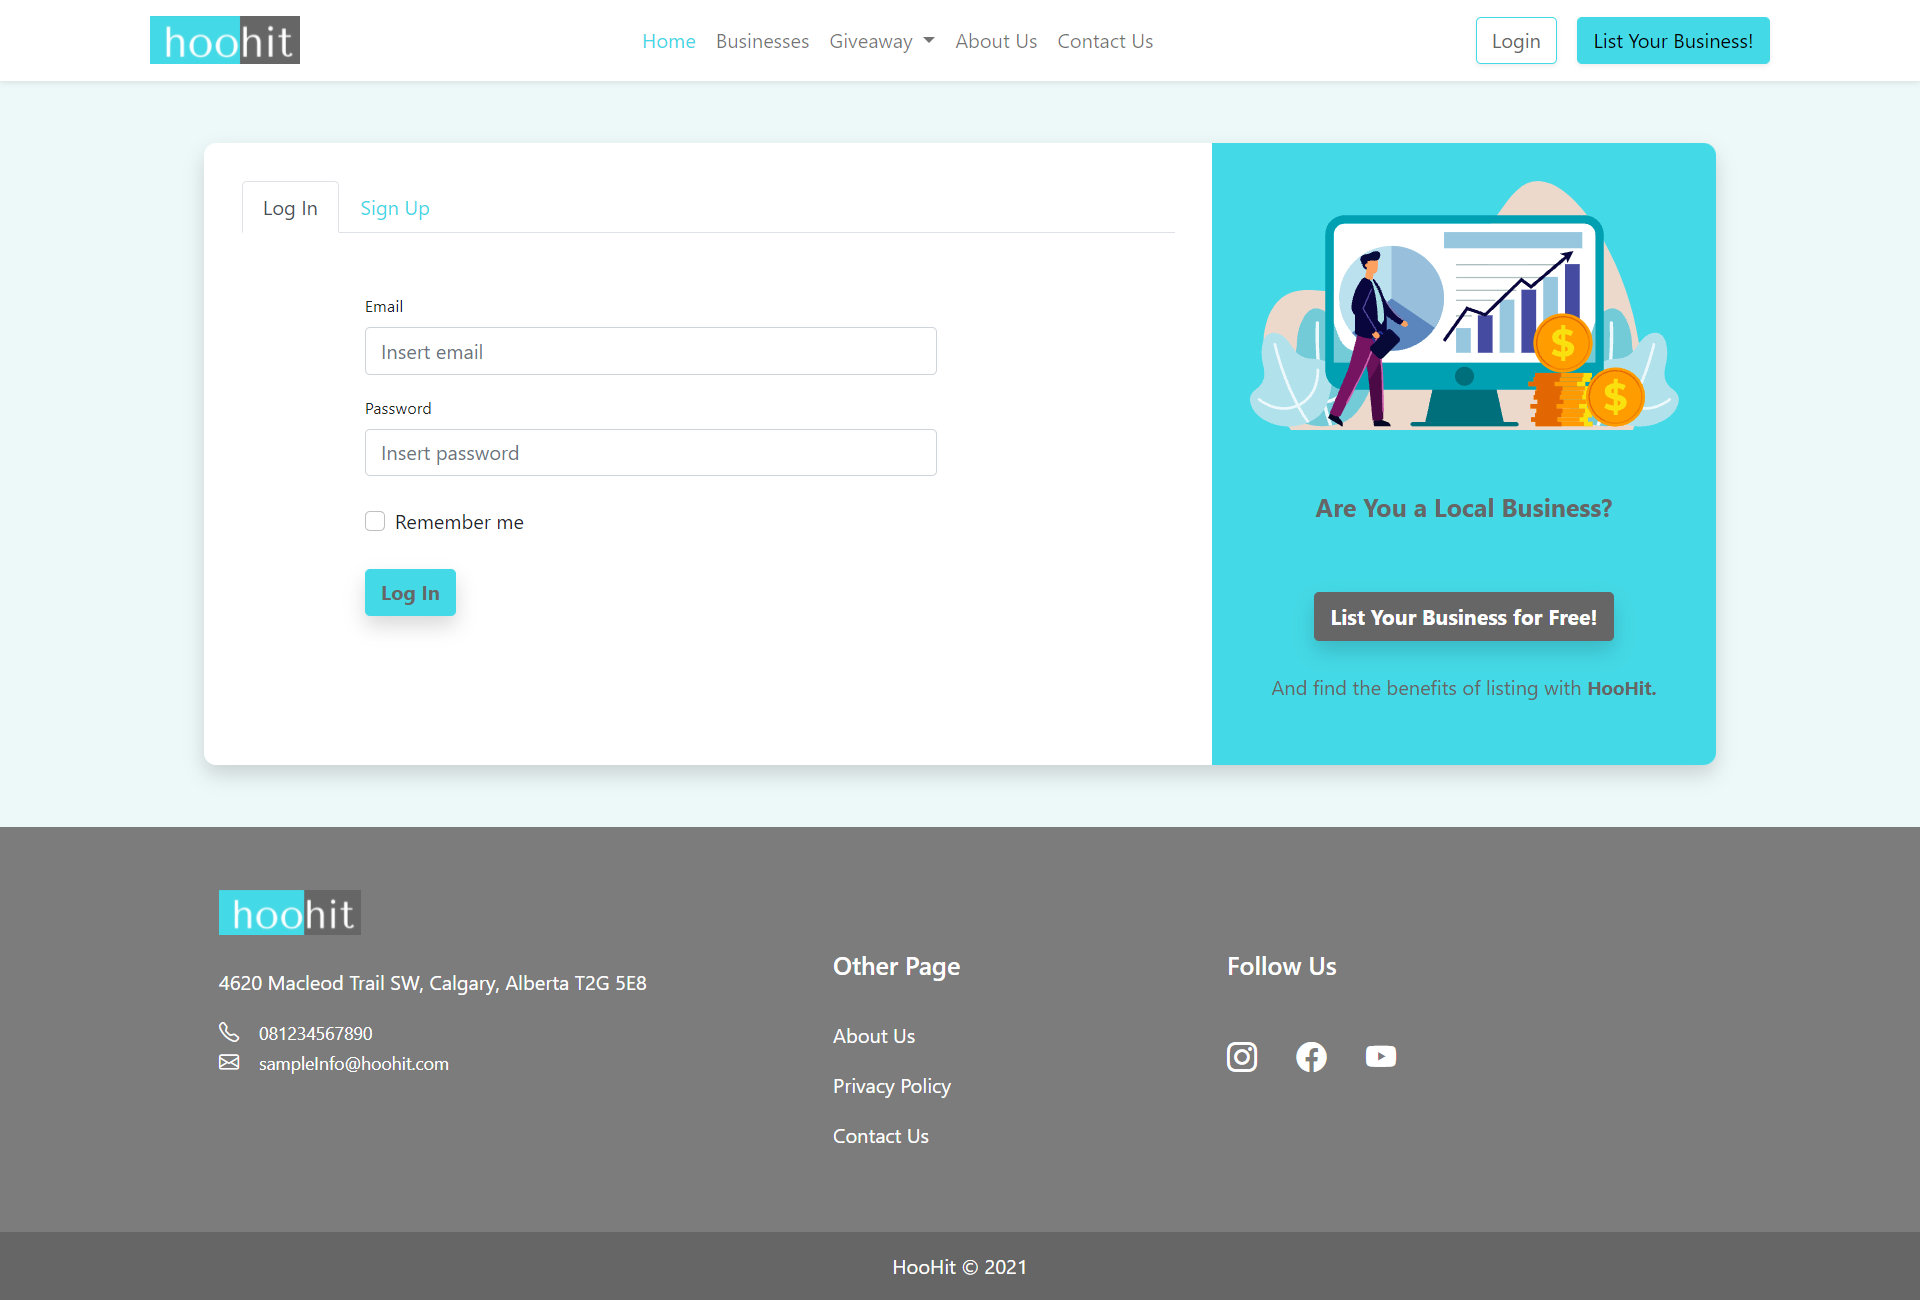 hoohit
Home Businesses Giveaway About Us Contact Us
Login
List Your Business!
Log In
Sign Up
Email
Insert email
Password
Insert password
Remember me
Log In
$
$
Are You a Local Business?
List Your Business for Free!
And find the benefits of listing with HooHit.
hoohit
4620 Macleod Trail SW, Calgary, Alberta T2G 5E8
081234567890
sampleInfo@hoohit.com
Other Page
About Us
Privacy Policy
Contact Us
Follow Us
HooHit © 2021